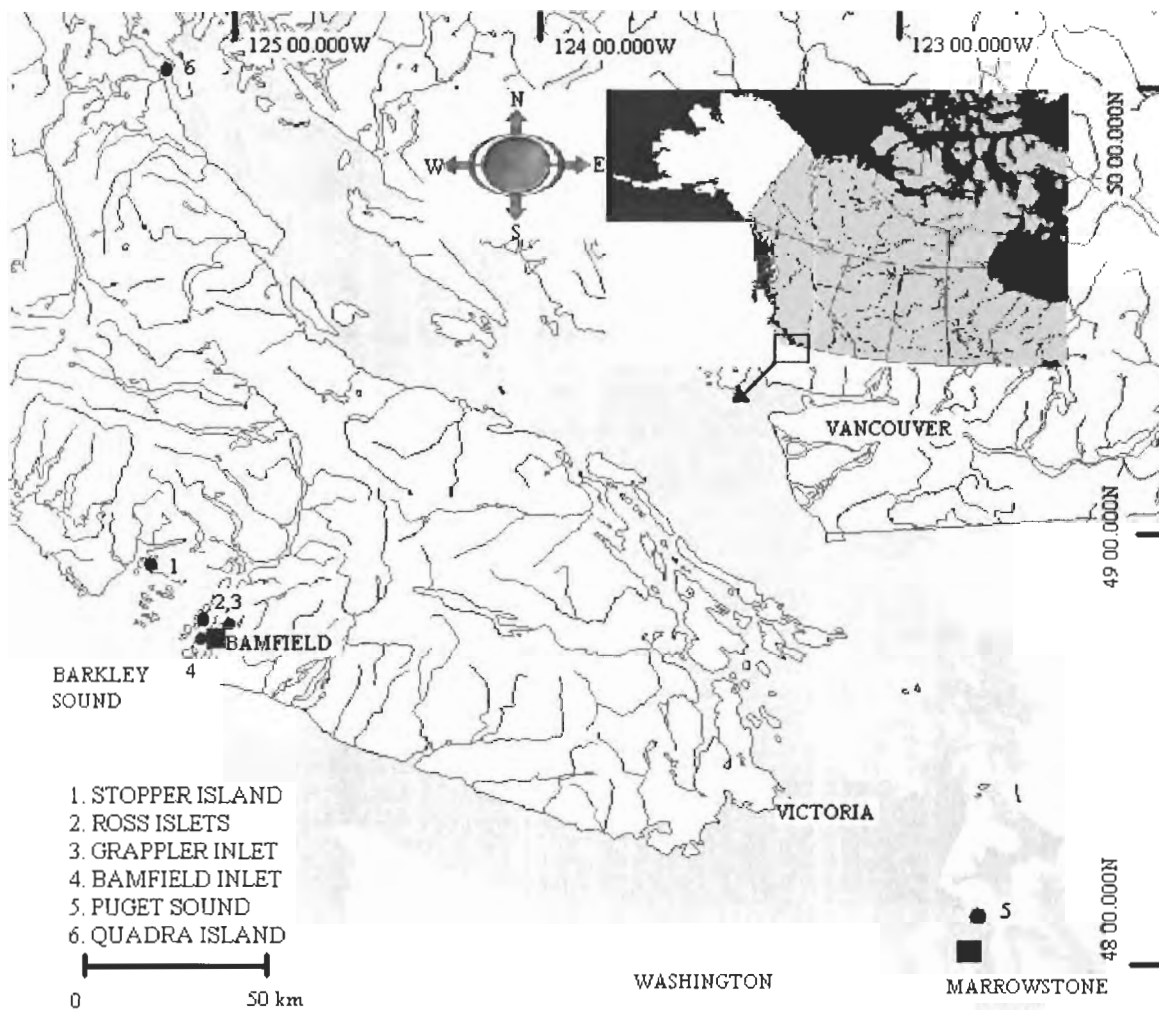 125 00.000W
124 00.000W
123 00.000W
6
N
W
E
S
50 00.000N
VANCOUVER
49 00.000N
1
2,3
BAMFIELD
4
BARKLEY
SOUND
1. STOPPER ISLAND
2. ROSS ISLETS
3. GRAPPLER INLET
4. BAMFIELD INLET
5. PUGET SOUND
6. QUADRA ISLAND
VICTORIA
5
48 00.000N
WASHINGTON
MARROWSTONE
0
50 km